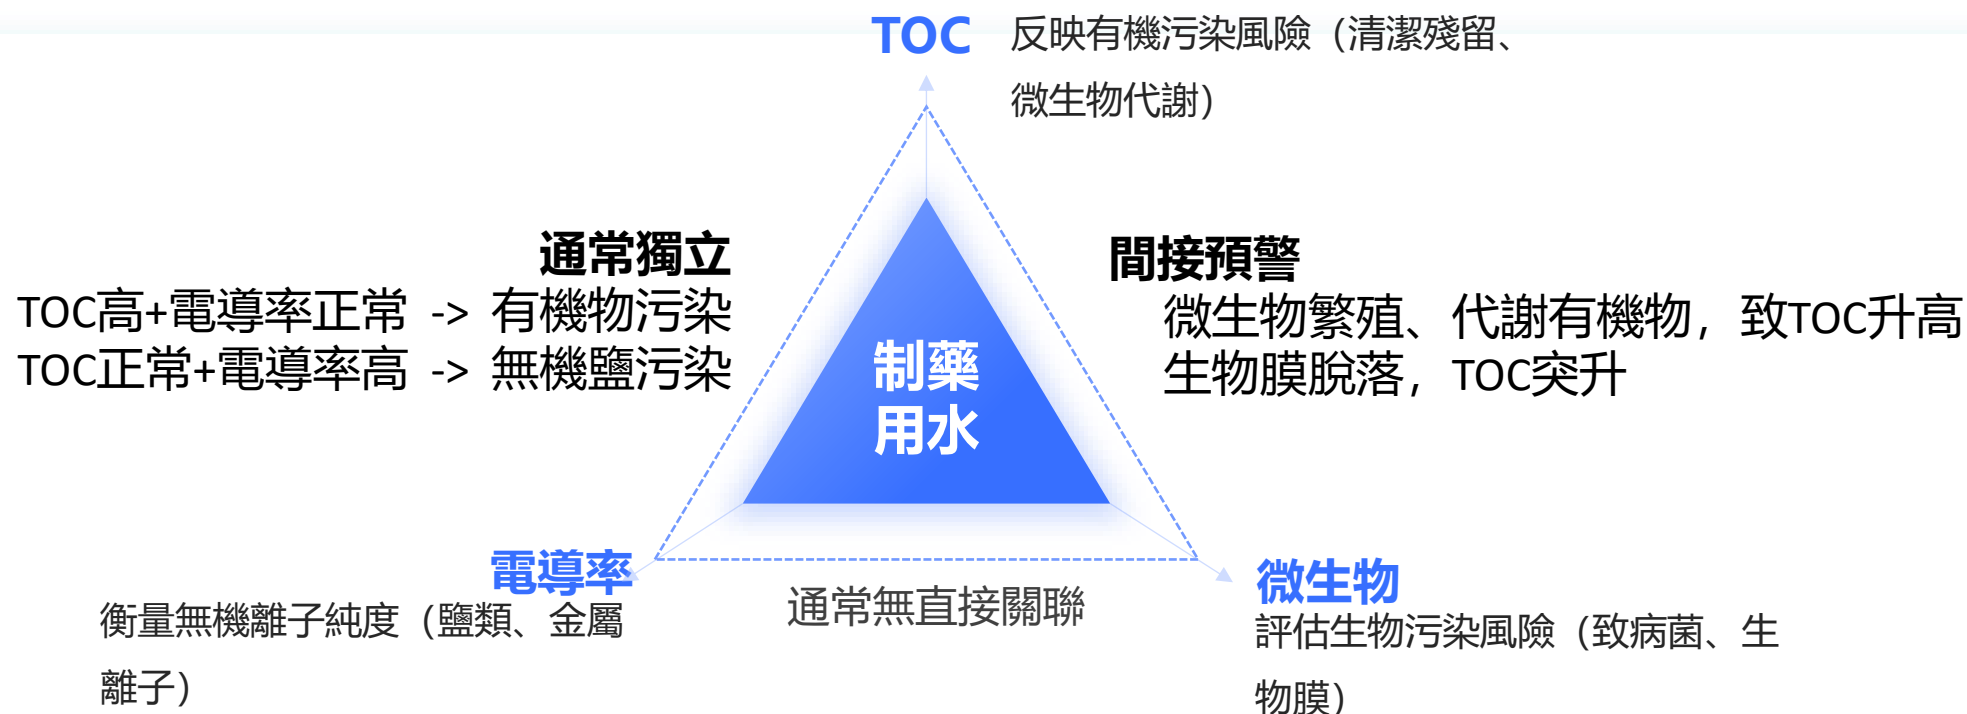 TOC
反映有機污染風險（清潔殘留、
微生物代謝）
通常獨立
TOC高+電導率正常 -> 有機物污染
TOC正常+電導率高 -> 無機鹽污染
間接預警
微生物繁殖、代謝有機物，致TOC升高
生物膜脫落，TOC突升
制藥
用水
電導率
衡量無機離子純度（鹽類、金屬
離子）
通常無直接關聯
微生物
評估生物污染風險（致病菌、生
物膜）